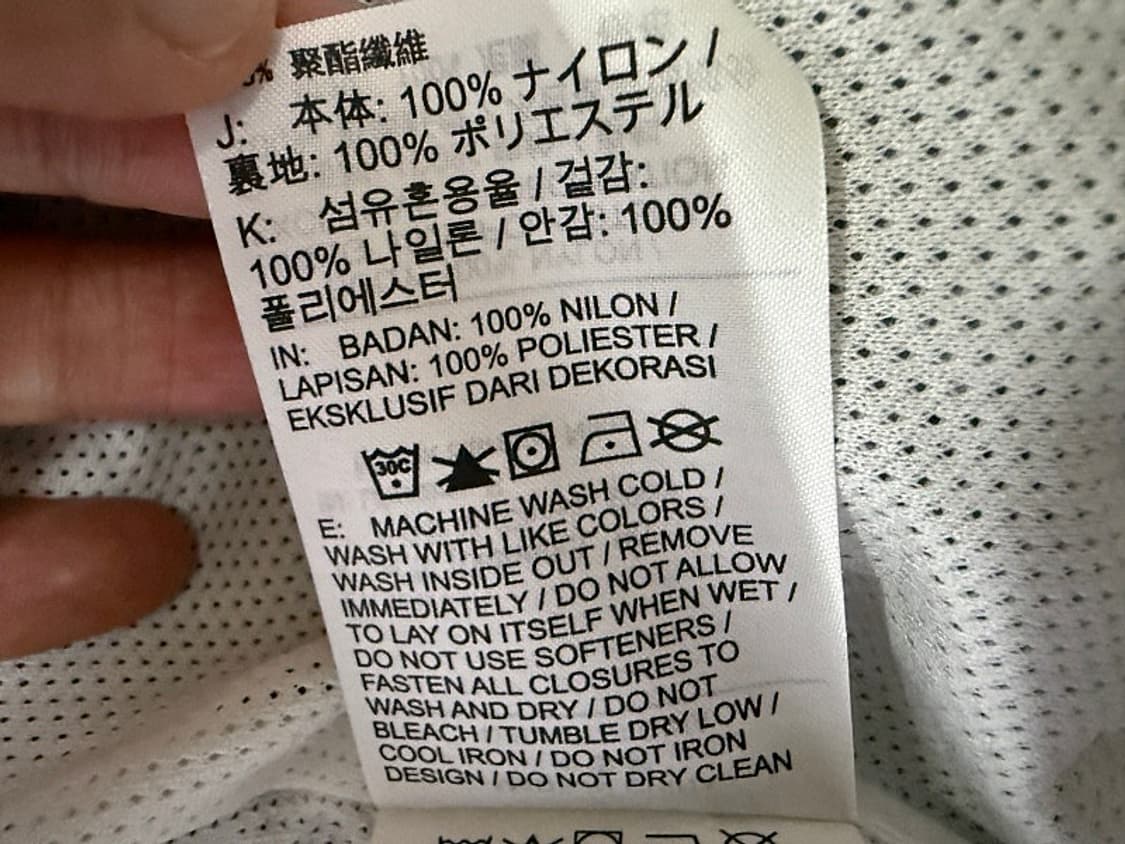 聚酯纖維
J: 本体: 100% ナイロン /
裏地: 100% ポリエステル
K: 섬유혼용율 / 겉감:
100% 나일론 / 안감: 100%
폴리에스터
IN: BADAN: 100% NILON /
LAPISAN: 100% POLIESTER /
EKSKLUSIF DARI DEKORASI
30C
E: MACHINE WASH COLD /
WASH WITH LIKE COLORS /
WASH INSIDE OUT / REMOVE
IMMEDIATELY / DO NOT ALLOW
TO LAY ON ITSELF WHEN WET /
DO NOT USE SOFTENERS /
FASTEN ALL CLOSURES TO
WASH AND DRY / DO NOT
BLEACH / TUMBLE DRY LOW /
COOL IRON / DO NOT IRON
DESIGN / DO NOT DRY CLEAN